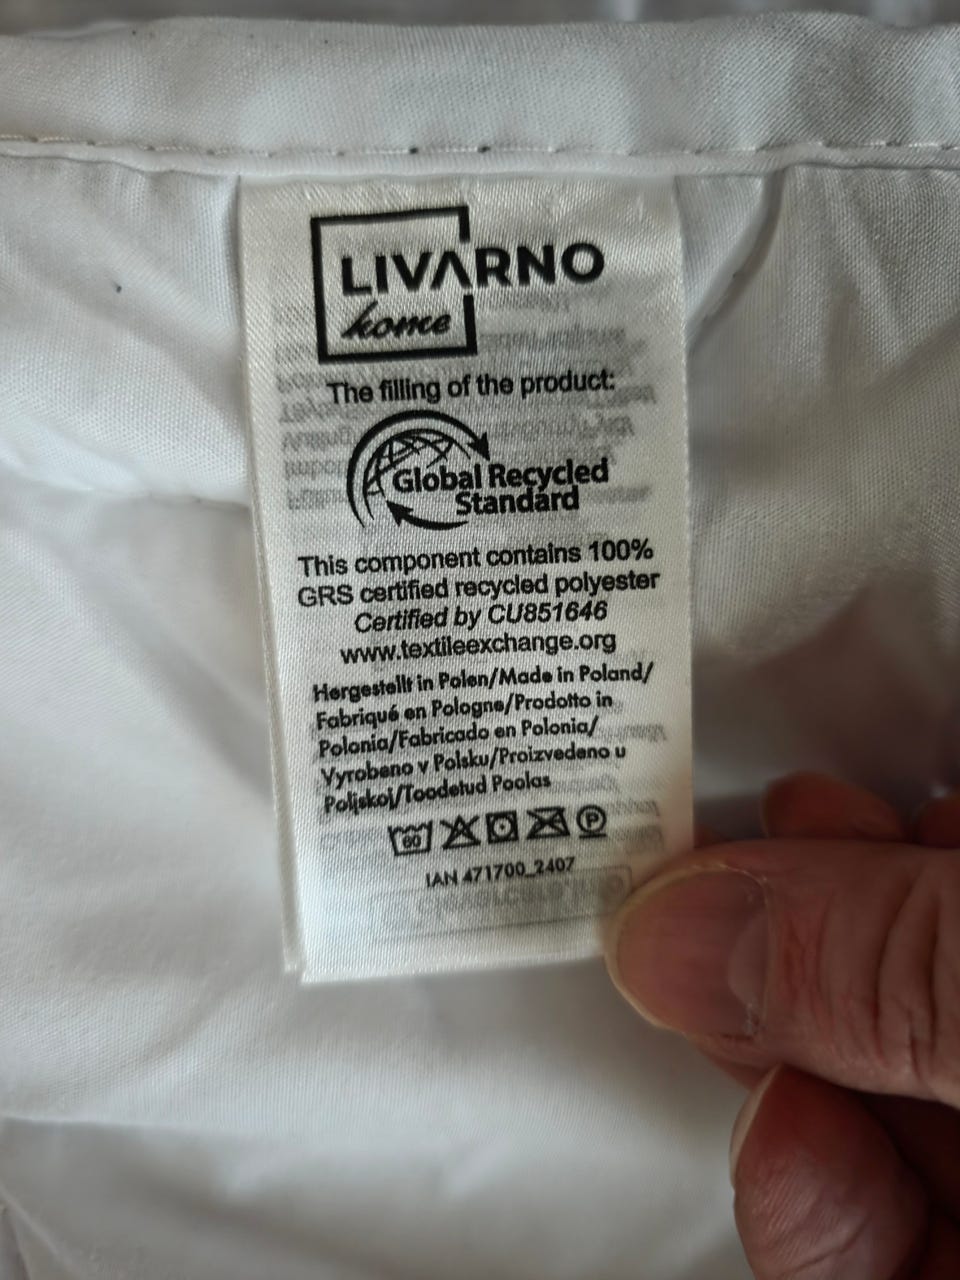 LIVARNO
home
The filling of the product:
Global Recycled
Standard
This component contains 100%
GRS certified recycled polyester
Certified by CU851646
www.textileexchange.org
Hergestellt in Polen/Made in Poland/
Fabriqué en Pologne/Prodotto in
Polonia/Fabricado en Polonia/
Vyrobeno v Polsku/Proizvedeno u
Poljskoj/Toodetud Poolas
60 P
IAN 471700_2407